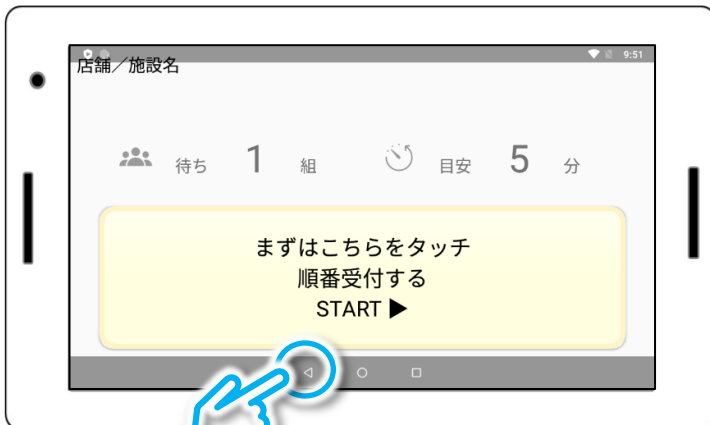 9:51
店舗／施設名
待ち 1 組 目安 5 分
まずはこちらをタッチ
順番受付する
START ▶